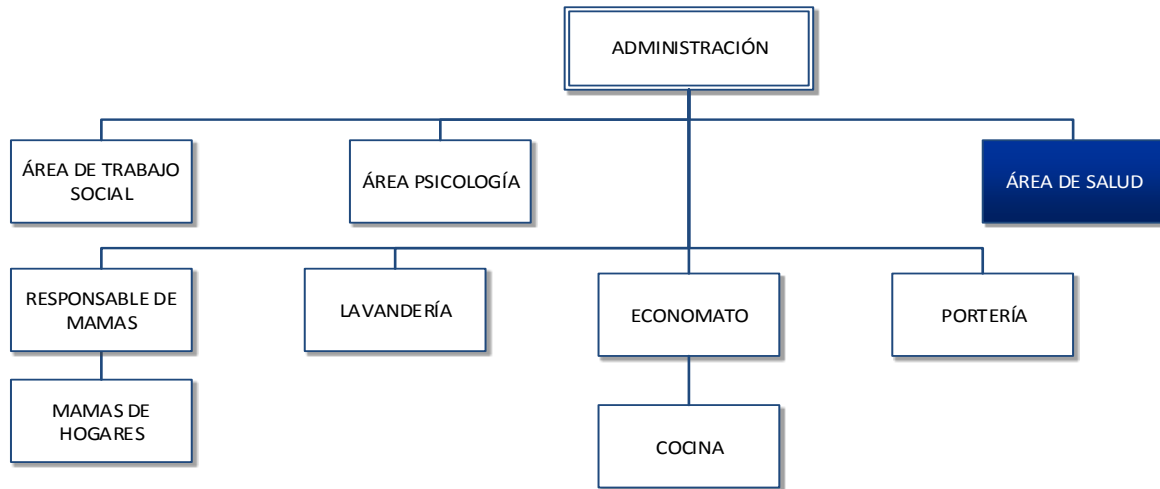 ADMINISTRACIÓN
ÁREA DE TRABAJO
SOCIAL
ÁREA PSICOLOGÍA
ÁREA DE SALUD
RESPONSABLE DE
MAMAS
LAVANDERÍA
ECONOMATO
PORTERÍA
MAMAS DE
HOGARES
COCINA